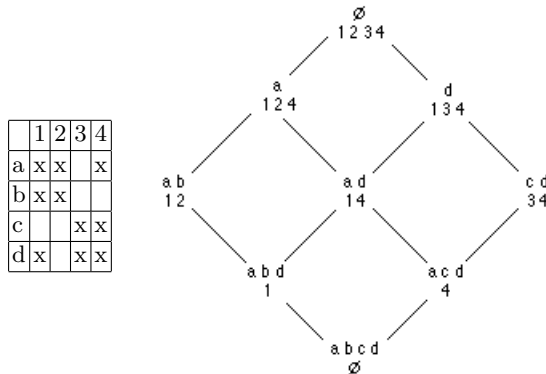 1 2 3 4
a x x x
b x x
c x x
d x x x
∅
1 2 3 4
a
1 2 4
d
1 3 4
a b
1 2
a d
1 4
c d
3 4
a b d
1
a c d
4
a b c d
∅